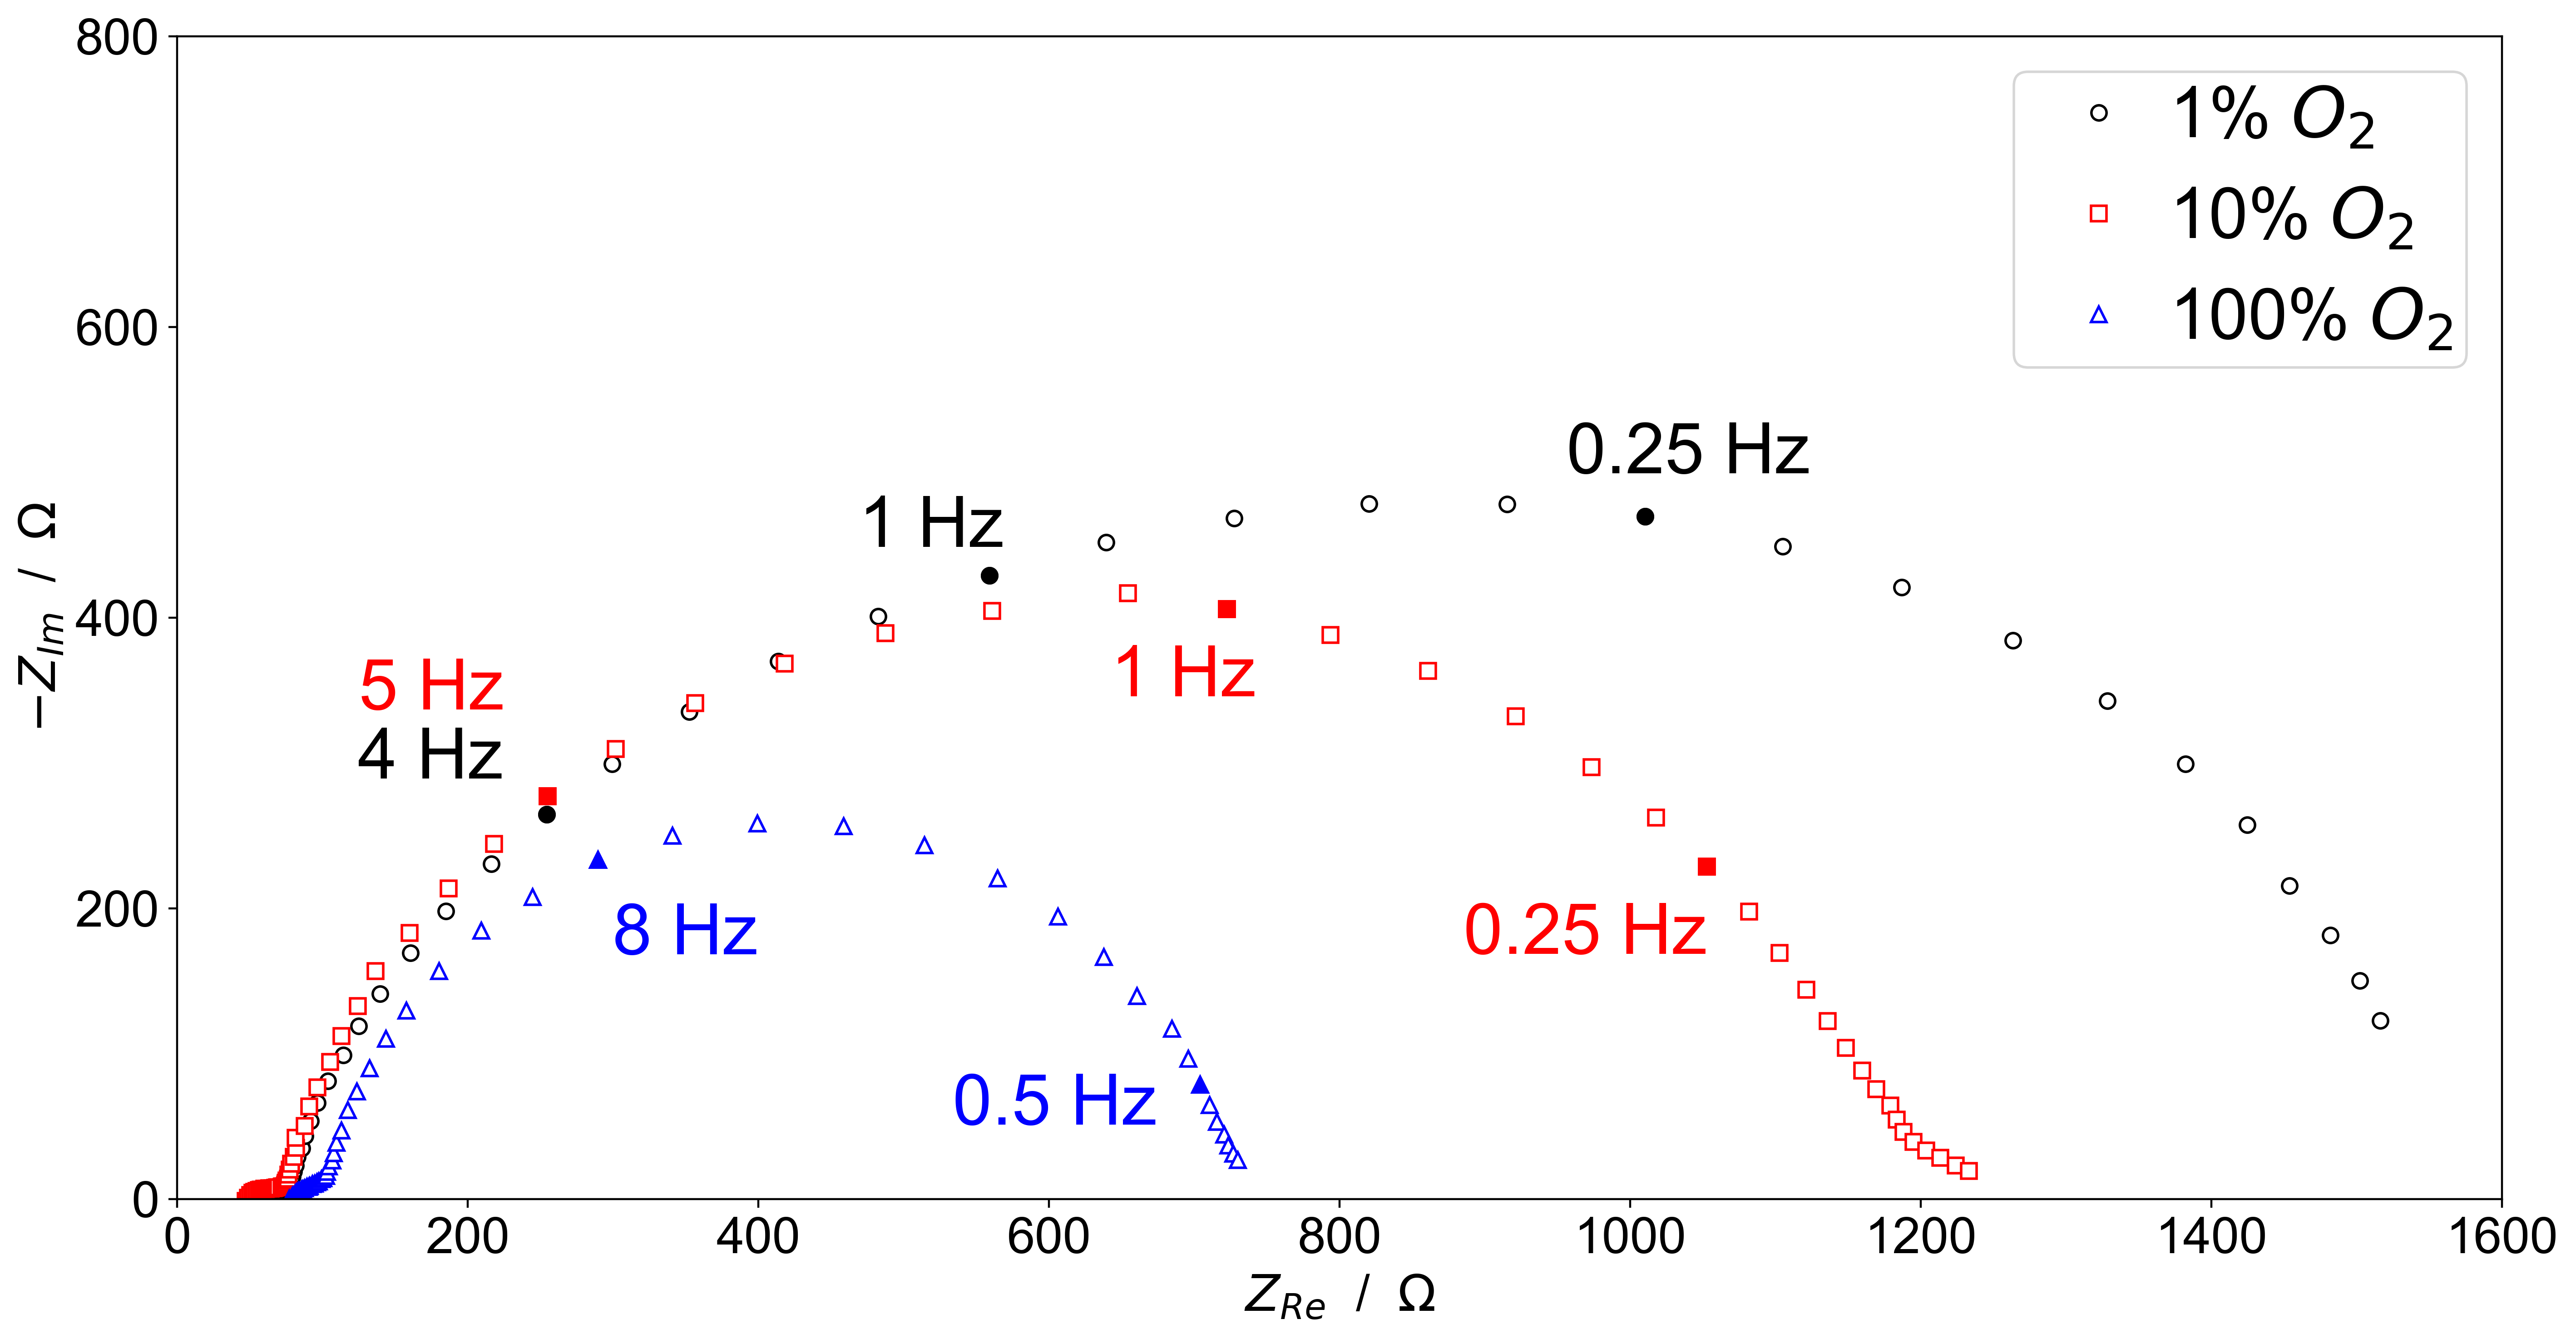 800
600
400
200
0
0 200 400 600 800 1000 1200 1400 1600
−Z_Im / Ω
Z_Re / Ω
1% O₂
10% O₂
100% O₂
0.25 Hz
1 Hz
5 Hz
4 Hz
1 Hz
8 Hz
0.25 Hz
0.5 Hz